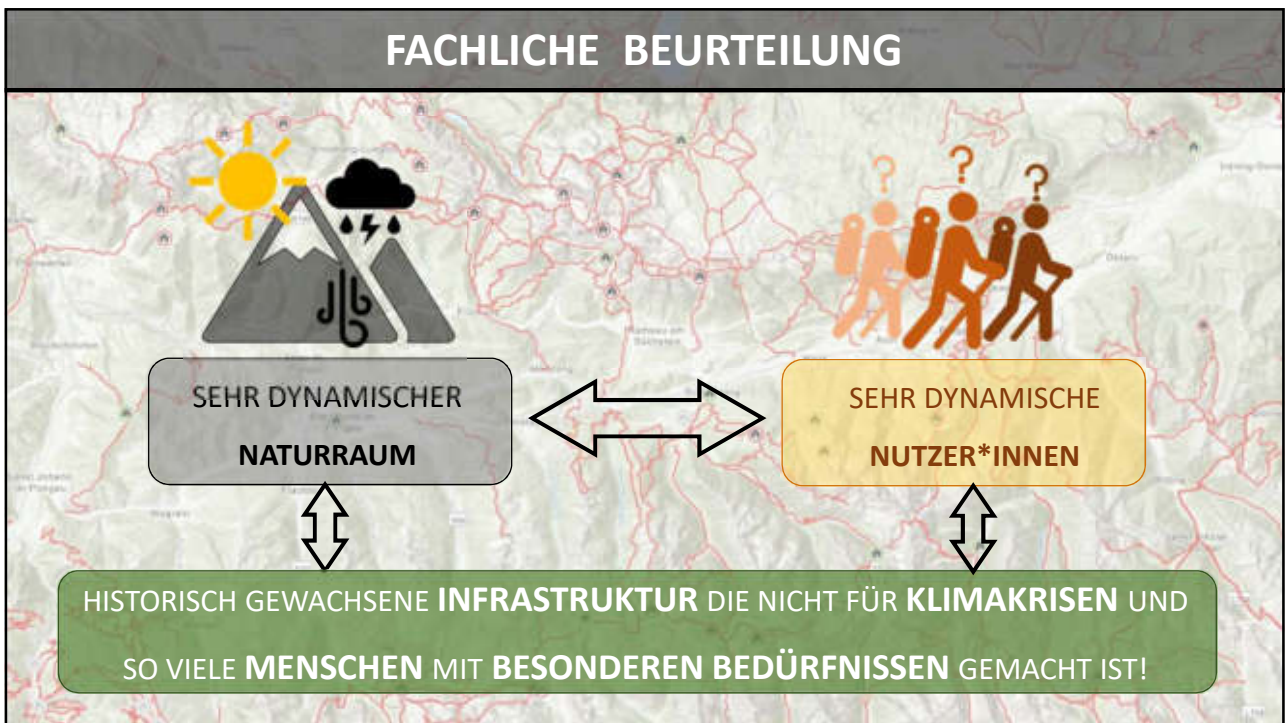 FACHLICHE BEURTEILUNG
? ? ?
SEHR DYNAMISCHER
NATURRAUM
SEHR DYNAMISCHE
NUTZER*INNEN
HISTORISCH GEWACHSENE INFRASTRUKTUR DIE NICHT FÜR KLIMAKRISEN UND
SO VIELE MENSCHEN MIT BESONDEREN BEDÜRFNISSEN GEMACHT IST!